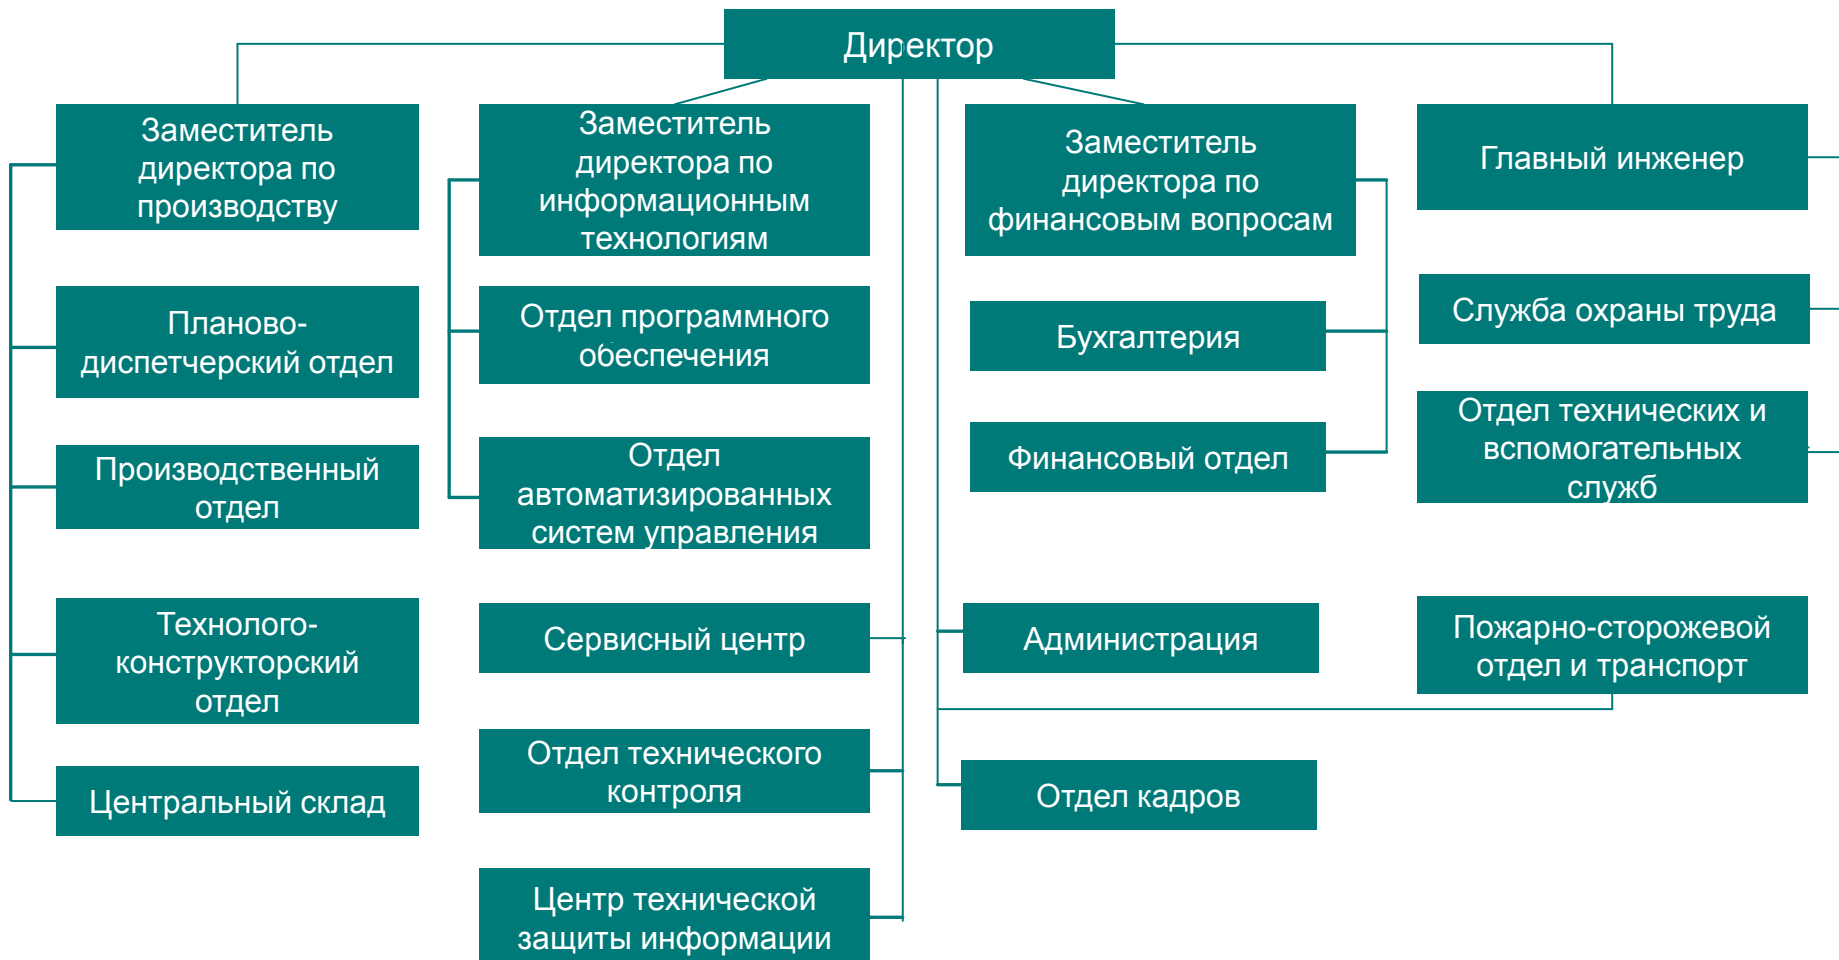 Директор
Заместитель
директора по
производству
Заместитель
директора по
информационным
технологиям
Заместитель
директора по
финансовым вопросам
Главный инженер
Планово-
диспетчерский отдел
Отдел программного
обеспечения
Бухгалтерия
Служба охраны труда
Производственный
отдел
Отдел
автоматизированных
систем управления
Финансовый отдел
Отдел технических и
вспомогательных
служб
Технолого-
конструкторский
отдел
Сервисный центр
Администрация
Пожарно-сторожевой
отдел и транспорт
Центральный склад
Отдел технического
контроля
Отдел кадров
Центр технической
защиты информации